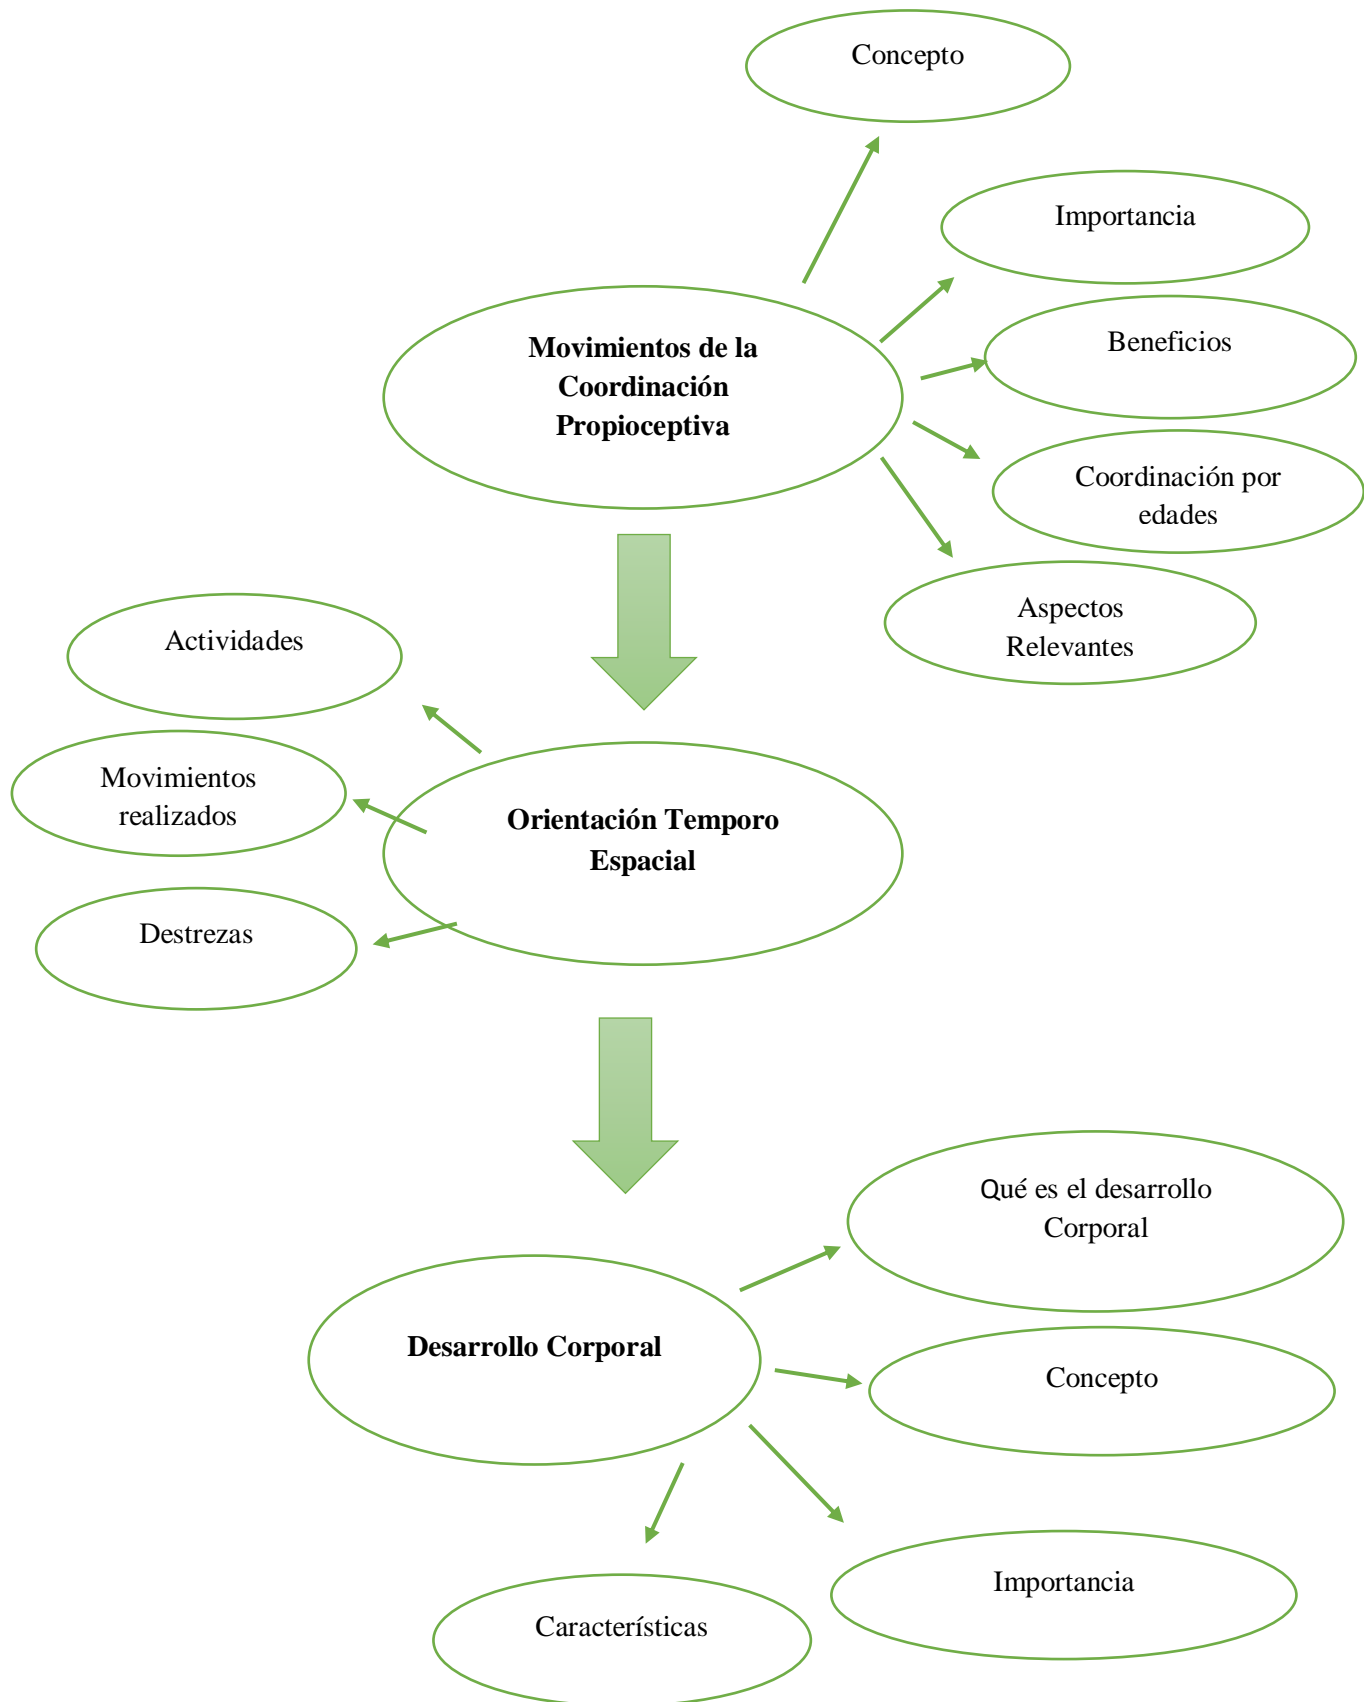 Concepto
Importancia
Movimientos de la
Coordinación
Propioceptiva
Beneficios
Coordinación por
edades
Aspectos
Relevantes
Actividades
Movimientos
realizados
Orientación Temporo
Espacial
Destrezas
Qué es el desarrollo
Corporal
Desarrollo Corporal
Concepto
Importancia
Característicias